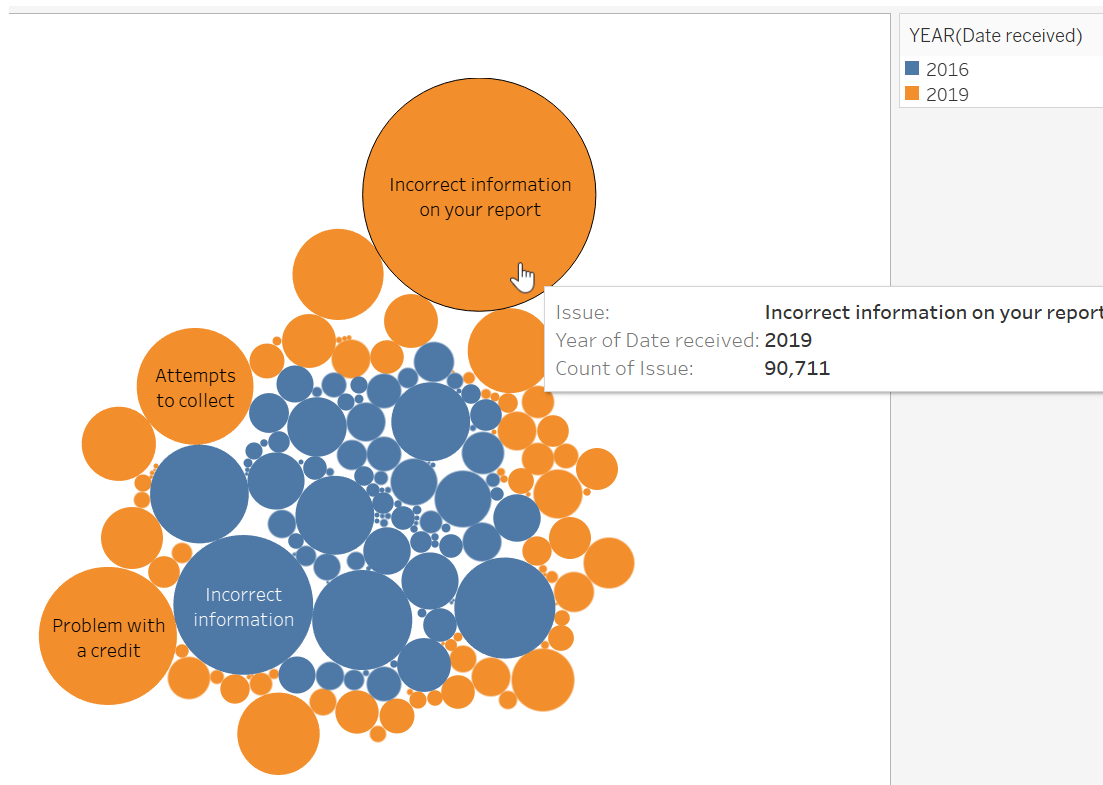 YEAR(Date received)
2016
2019
Incorrect information
on your report
Issue: Incorrect information on your report
Year of Date received: 2019
Count of Issue: 90,711
Attempts
to collect
Incorrect
information
Problem with
a credit